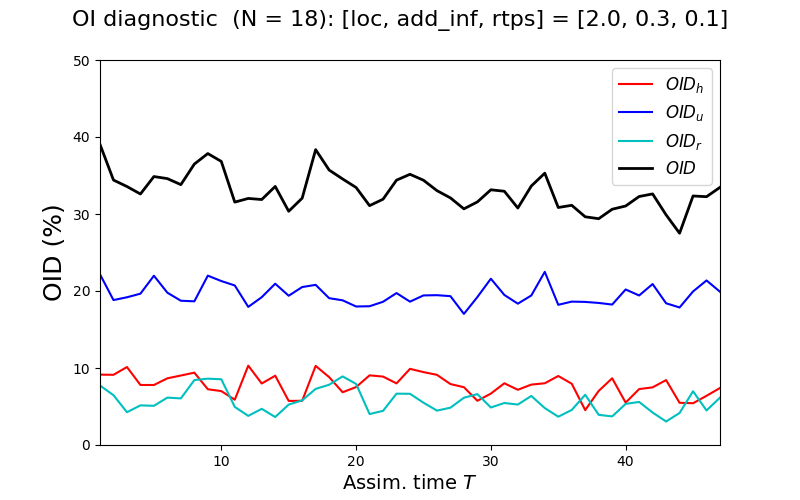 OI diagnostic (N = 18): [loc, add_inf, rtps] = [2.0, 0.3, 0.1]
50
40
30
20
10
0
OID (%)
OID_h
OID_u
OID_r
OID
10 20 30 40
Assim. time T